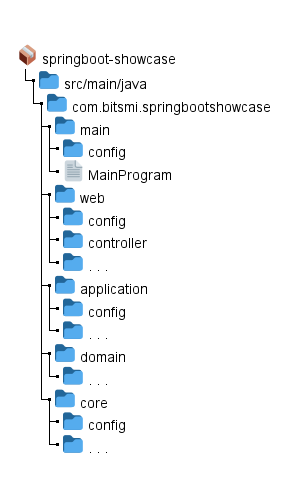 springboot-showcase
src/main/java
com.bitsmi.springbootshowcase
main
config
MainProgram
web
config
controller
. . .
application
config
. . .
domain
. . .
core
config
. . .